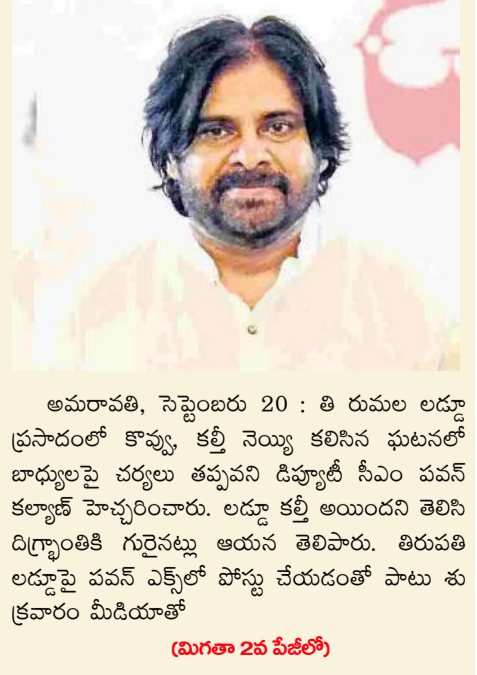 అమరావతి, సెప్టెంబరు 20 : తి రుమల లడ్డూ
ప్రసాదంలో కొవ్వు, కల్తీ నెయ్యి కలిసిన ఘటనలో
బాధ్యులపై చర్యలు తప్పవని డిప్యూటీ సీఎం పవన్
కల్యాణ్ హెచ్చరించారు. లడ్డూ కల్తీ అయిందని తెలిసి
దిగ్భ్రాంతికి గురైనట్లు ఆయన తెలిపారు. తిరుపతి
లడ్డూపై పవన్ ఎక్స్‌లో పోస్టు చేయడంతో పాటు శు
క్రవారం మీడియాతో
(మిగతా 2వ పేజీలో)